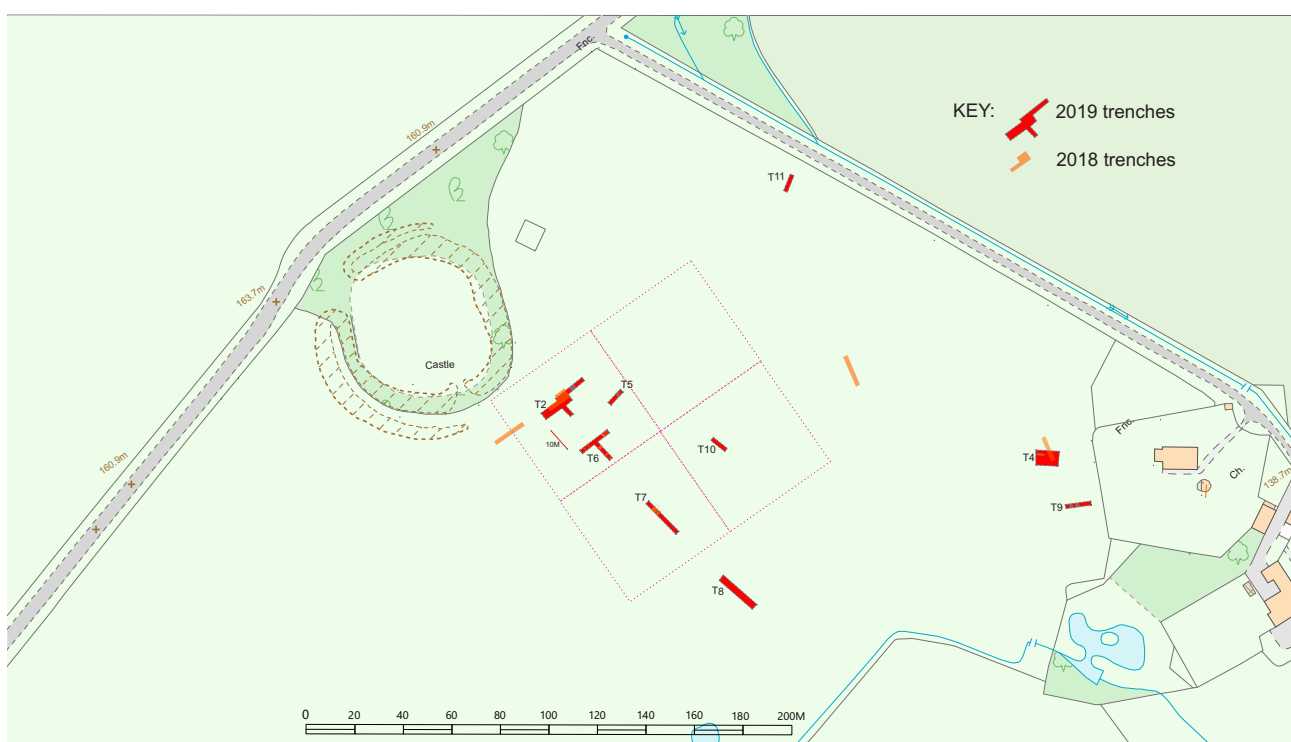 Fnc.
160.9m
KEY:
2019 trenches
2018 trenches
T11
163.7m
Castle
T5
T2
10M
T6
T10
Fnc.
T4
Ch.
138.7m
160.9m
T7
T9
T8
0 20 40 60 80 100 120 140 160 180 200M